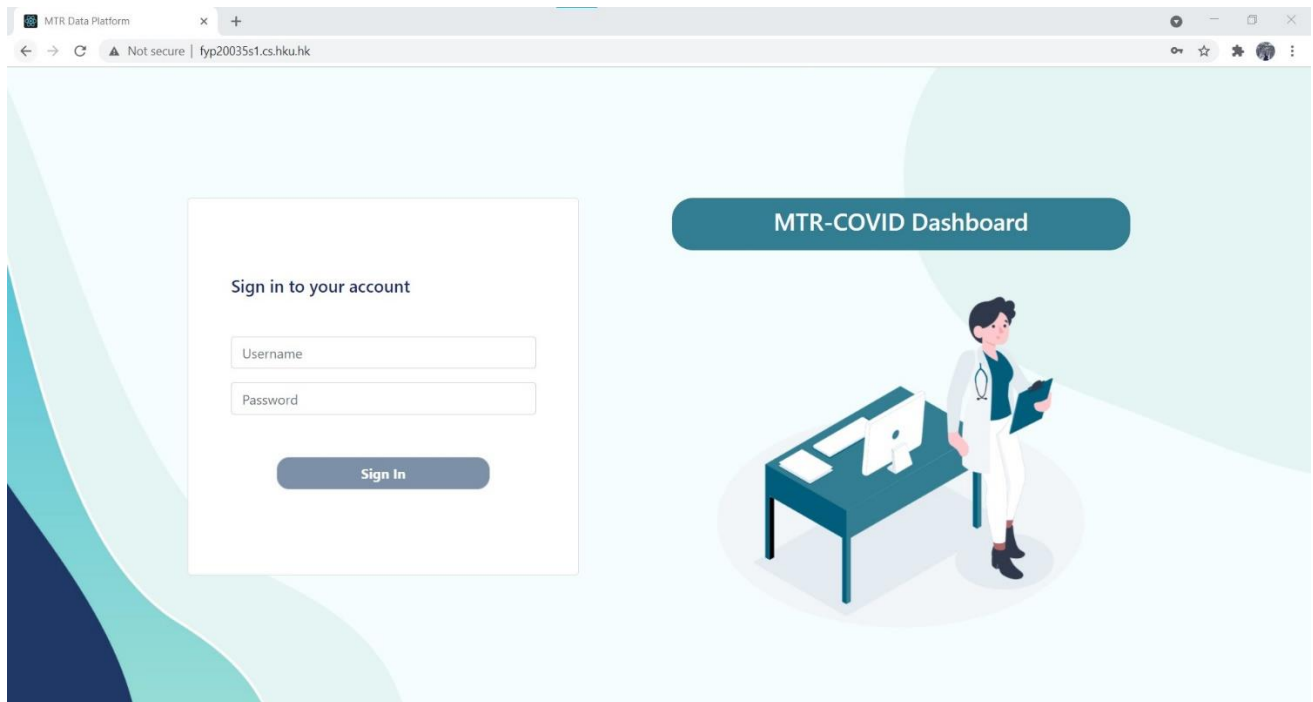 MTR Data Platform
Not secure | fyp20035s1.cs.hku.hk
MTR-COVID Dashboard
Sign in to your account
Username
Password
Sign In